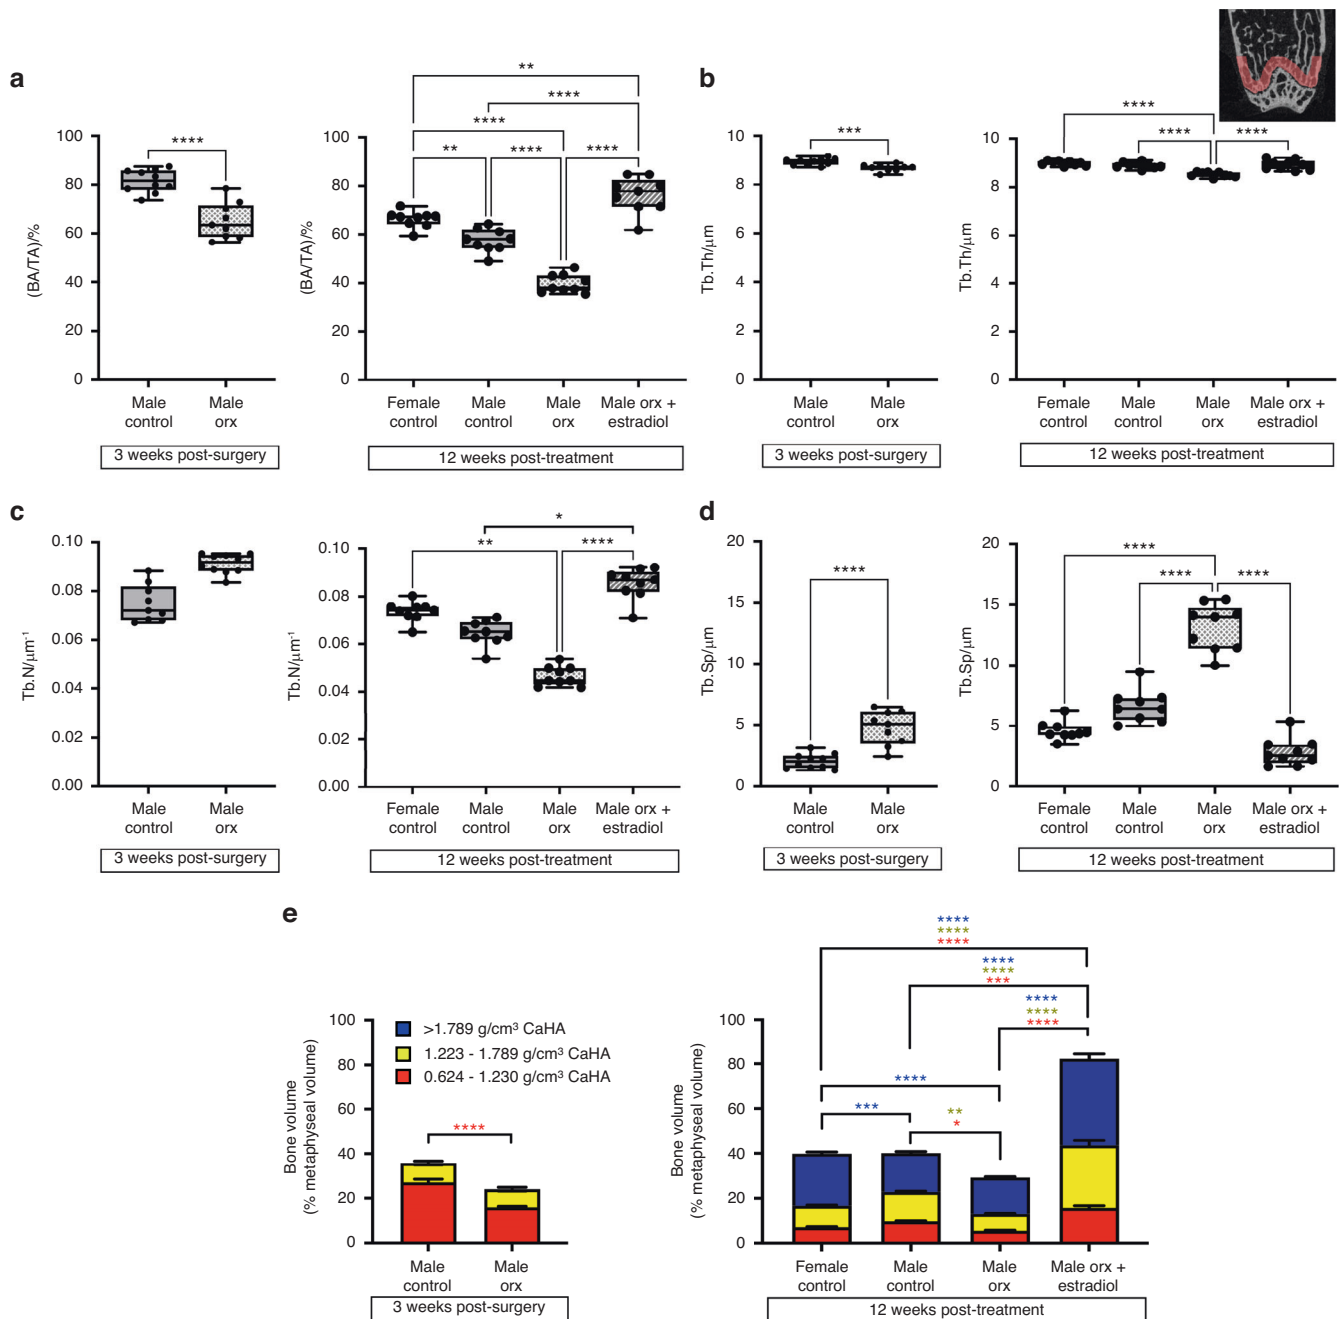 a
**
****
****
****
**
****
****
100
80
60
40
20
0
(BA/TA)/%
Male control
Male orx
3 weeks post-surgery
100
80
60
40
20
0
(BA/TA)/%
Female control
Male control
Male orx
Male orx + estradiol
12 weeks post-treatment
b
***
****
****
****
10
8
6
4
2
0
Tb.Th/μm
Male control
Male orx
3 weeks post-surgery
10
8
6
4
2
0
Tb.Th/μm
Female control
Male control
Male orx
Male orx + estradiol
12 weeks post-treatment
c
*
**
****
0.10
0.08
0.06
0.04
0.02
0.00
Tb.N/μm⁻¹
Male control
Male orx
3 weeks post-surgery
0.10
0.08
0.06
0.04
0.02
0.00
Tb.N/μm⁻¹
Female control
Male control
Male orx
Male orx + estradiol
12 weeks post-treatment
d
****
****
****
****
20
15
10
5
0
Tb.Sp/μm
Male control
Male orx
3 weeks post-surgery
20
15
10
5
0
Tb.Sp/μm
Female control
Male control
Male orx
Male orx + estradiol
12 weeks post-treatment
e
100
80
60
40
20
0
Bone volume
(% metaphyseal volume)
>1.789 g/cm³ CaHA
1.223 - 1.789 g/cm³ CaHA
0.624 - 1.230 g/cm³ CaHA
****
Male control
Male orx
3 weeks post-surgery
****
****
****
****
****
***
****
****
****
****
***
**
*
100
80
60
40
20
0
Bone volume
(% metaphyseal volume)
Female control
Male control
Male orx
Male orx + estradiol
12 weeks post-treatment